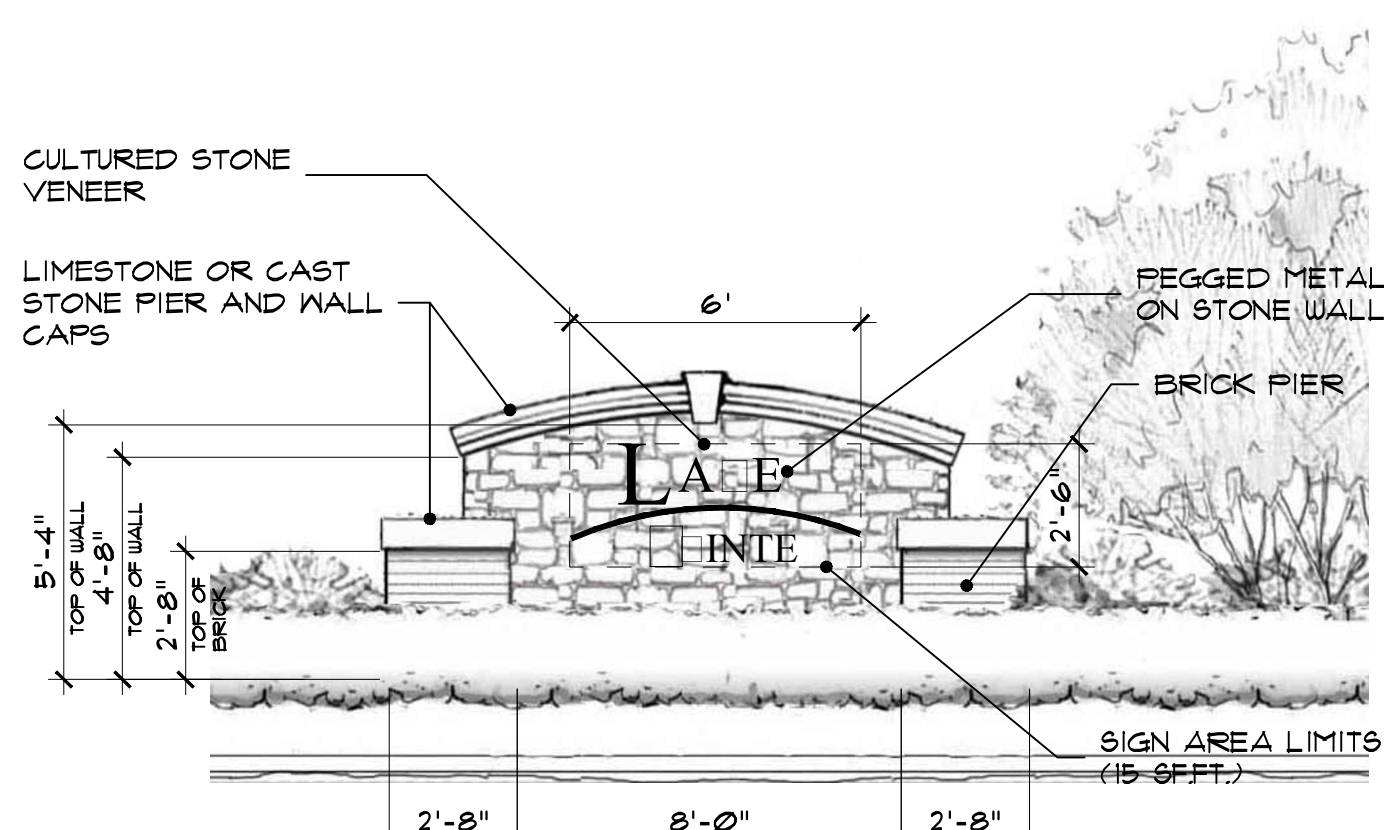 CULTURED STONE
VENEER
LIMESTONE OR CAST
STONE PIER AND WALL
CAPS
6'
PEGGED METAL
ON STONE WALL
BRICK PIER
LA□E
□□INTE
5'-4"
TOP OF WALL
4'-8"
TOP OF WALL
2'-8"
TOP OF
BRICK
2'-6"
SIGN AREA LIMITS
(15 SF.FT.)
2'-8"
8'-0"
2'-8"